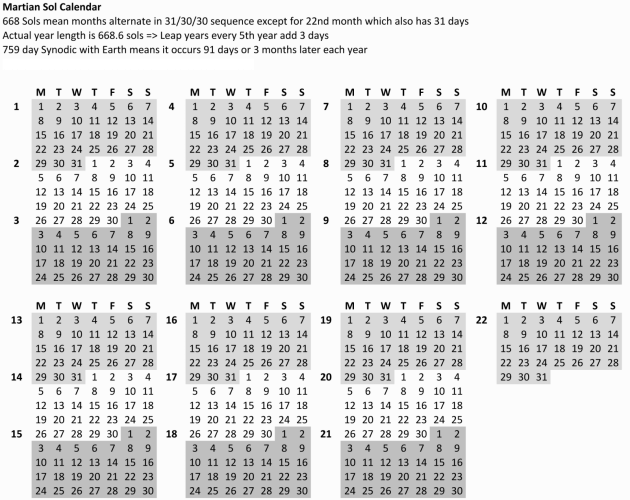 Martian Sol Calendar
668 Sols mean months alternate in 31/30/30 sequence except for 22nd month which also has 31 days
Actual year length is 668.6 sols => Leap years every 5th year add 3 days
759 day Synodic with Earth means it occurs 91 days or 3 months later each year
M T W T F S S M T W T F S S M T W T F S S M T W T F S S
1 1 2 3 4 5 6 7 4 1 2 3 4 5 6 7 7 1 2 3 4 5 6 7 10 1 2 3 4 5 6 7
8 9 10 11 12 13 14 8 9 10 11 12 13 14 8 9 10 11 12 13 14 8 9 10 11 12 13 14
15 16 17 18 19 20 21 15 16 17 18 19 20 21 15 16 17 18 19 20 21 15 16 17 18 19 20 21
22 23 24 25 26 27 28 22 23 24 25 26 27 28 22 23 24 25 26 27 28 22 23 24 25 26 27 28
2 29 30 31 1 2 3 4 5 29 30 31 1 2 3 4 8 29 30 31 1 2 3 4 11 29 30 31 1 2 3 4
5 6 7 8 9 10 11 5 6 7 8 9 10 11 5 6 7 8 9 10 11 5 6 7 8 9 10 11
12 13 14 15 16 17 18 12 13 14 15 16 17 18 12 13 14 15 16 17 18 12 13 14 15 16 17 18
19 20 21 22 23 24 25 19 20 21 22 23 24 25 19 20 21 22 23 24 25 19 20 21 22 23 24 25
3 26 27 28 29 30 1 2 6 26 27 28 29 30 1 2 9 26 27 28 29 30 1 2 12 26 27 28 29 30 1 2
3 4 5 6 7 8 9 3 4 5 6 7 8 9 3 4 5 6 7 8 9 3 4 5 6 7 8 9
10 11 12 13 14 15 16 10 11 12 13 14 15 16 10 11 12 13 14 15 16 10 11 12 13 14 15 16
17 18 19 20 21 22 23 17 18 19 20 21 22 23 17 18 19 20 21 22 23 17 18 19 20 21 22 23
24 25 26 27 28 29 30 24 25 26 27 28 29 30 24 25 26 27 28 29 30 24 25 26 27 28 29 30
M T W T F S S M T W T F S S M T W T F S S M T W T F S S
13 1 2 3 4 5 6 7 16 1 2 3 4 5 6 7 19 1 2 3 4 5 6 7 22 1 2 3 4 5 6 7
8 9 10 11 12 13 14 8 9 10 11 12 13 14 8 9 10 11 12 13 14 8 9 10 11 12 13 14
15 16 17 18 19 20 21 15 16 17 18 19 20 21 15 16 17 18 19 20 21 15 16 17 18 19 20 21
22 23 24 25 26 27 28 22 23 24 25 26 27 28 22 23 24 25 26 27 28 22 23 24 25 26 27 28
14 29 30 31 1 2 3 4 17 29 30 31 1 2 3 4 20 29 30 31 1 2 3 4 29 30 31
5 6 7 8 9 10 11 5 6 7 8 9 10 11 5 6 7 8 9 10 11
12 13 14 15 16 17 18 12 13 14 15 16 17 18 12 13 14 15 16 17 18
19 20 21 22 23 24 25 19 20 21 22 23 24 25 19 20 21 22 23 24 25
15 26 27 28 29 30 1 2 18 26 27 28 29 30 1 2 21 26 27 28 29 30 1 2
3 4 5 6 7 8 9 3 4 5 6 7 8 9 3 4 5 6 7 8 9
10 11 12 13 14 15 16 10 11 12 13 14 15 16 10 11 12 13 14 15 16
17 18 19 20 21 22 23 17 18 19 20 21 22 23 17 18 19 20 21 22 23
24 25 26 27 28 29 30 24 25 26 27 28 29 30 24 25 26 27 28 29 30